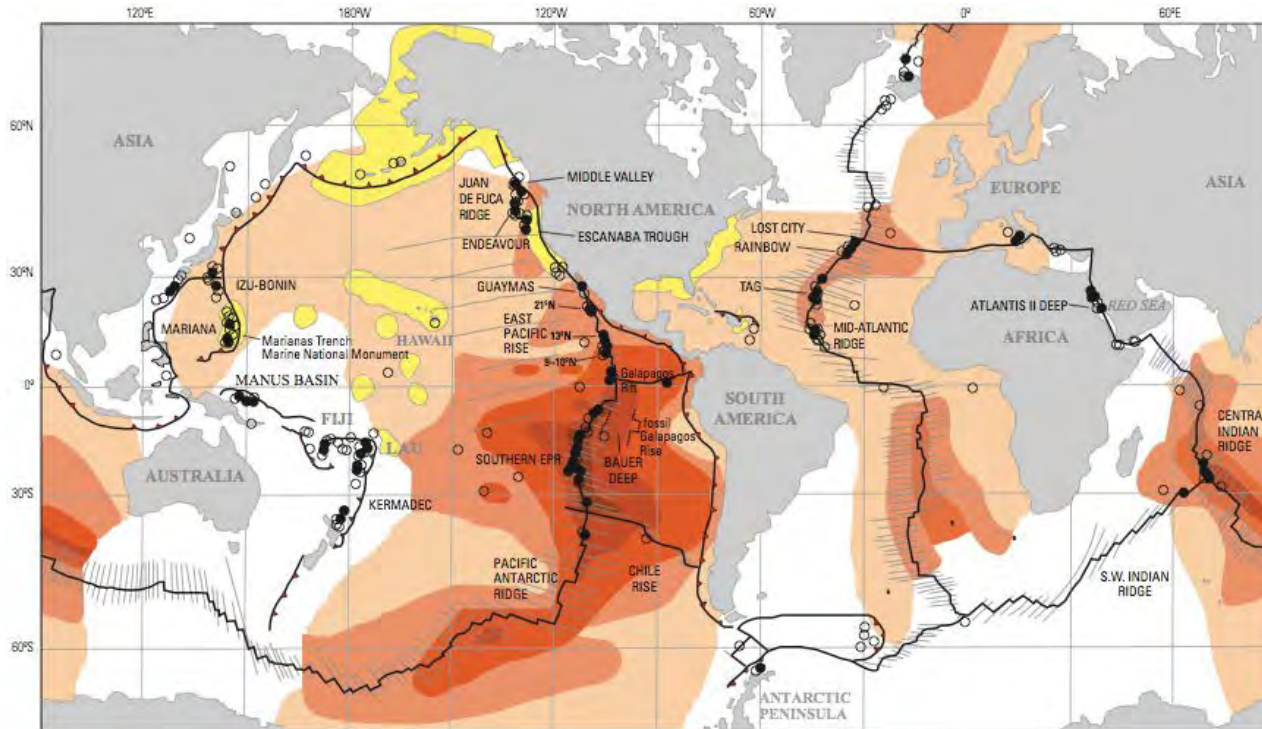 120°E
180°W
120°W
60°W
0°
60°E
60°N
30°N
0°
30°S
60°S
ASIA
EUROPE
ASIA
NORTH AMERICA
MIDDLE VALLEY
JUAN
DE FUCA
RIDGE
ENDEAVOUR
ESCANABA TROUGH
LOST CITY
RAINBOW
IZU-BONIN
GUAYMAS
TAG
ATLANTIS II DEEP
RED SEA
21°N
MARIANA
Marianas Trench
Marine National Monument
HAWAII
EAST
PACIFIC
RISE
13°N
9–10°N
MID-ATLANTIC
RIDGE
AFRICA
MANUS BASIN
Galapagos
Rift
FIJI
LAU
SOUTH
AMERICA
CENTRAL
INDIAN
RIDGE
fossil
Galapagos
Rise
AUSTRALIA
SOUTHERN EPR
BAUER
DEEP
KERMADEC
PACIFIC
ANTARCTIC
RIDGE
CHILE
RISE
S.W. INDIAN
RIDGE
ANTARCTIC
PENINSULA